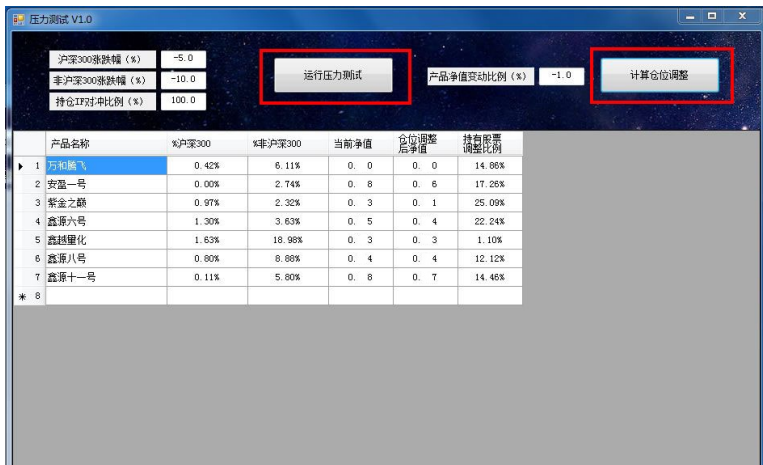 压力测试 V1.0
沪深300涨跌幅（%） -5.0
非沪深300涨跌幅（%） -10.0
持仓IF对冲比例（%） 100.0
运行压力测试
产品净值变动比例（%） -1.0
计算仓位调整
产品名称 %沪深300 %非沪深300 当前净值 仓位调整后净值 持有股票调整比例
1 万和腾飞 0.42% 6.11% 0. 0 0. 0 14.86%
2 安盈一号 0.00% 2.74% 0. 8 0. 6 17.26%
3 紫金之巅 0.97% 2.32% 0. 3 0. 1 25.09%
4 鑫源六号 1.30% 3.63% 0. 5 0. 4 22.24%
5 鑫越量化 1.63% 18.98% 0. 3 0. 3 1.10%
6 鑫源八号 0.80% 8.88% 0. 4 0. 4 12.12%
7 鑫源十一号 0.11% 5.80% 0. 8 0. 7 14.46%
* 8